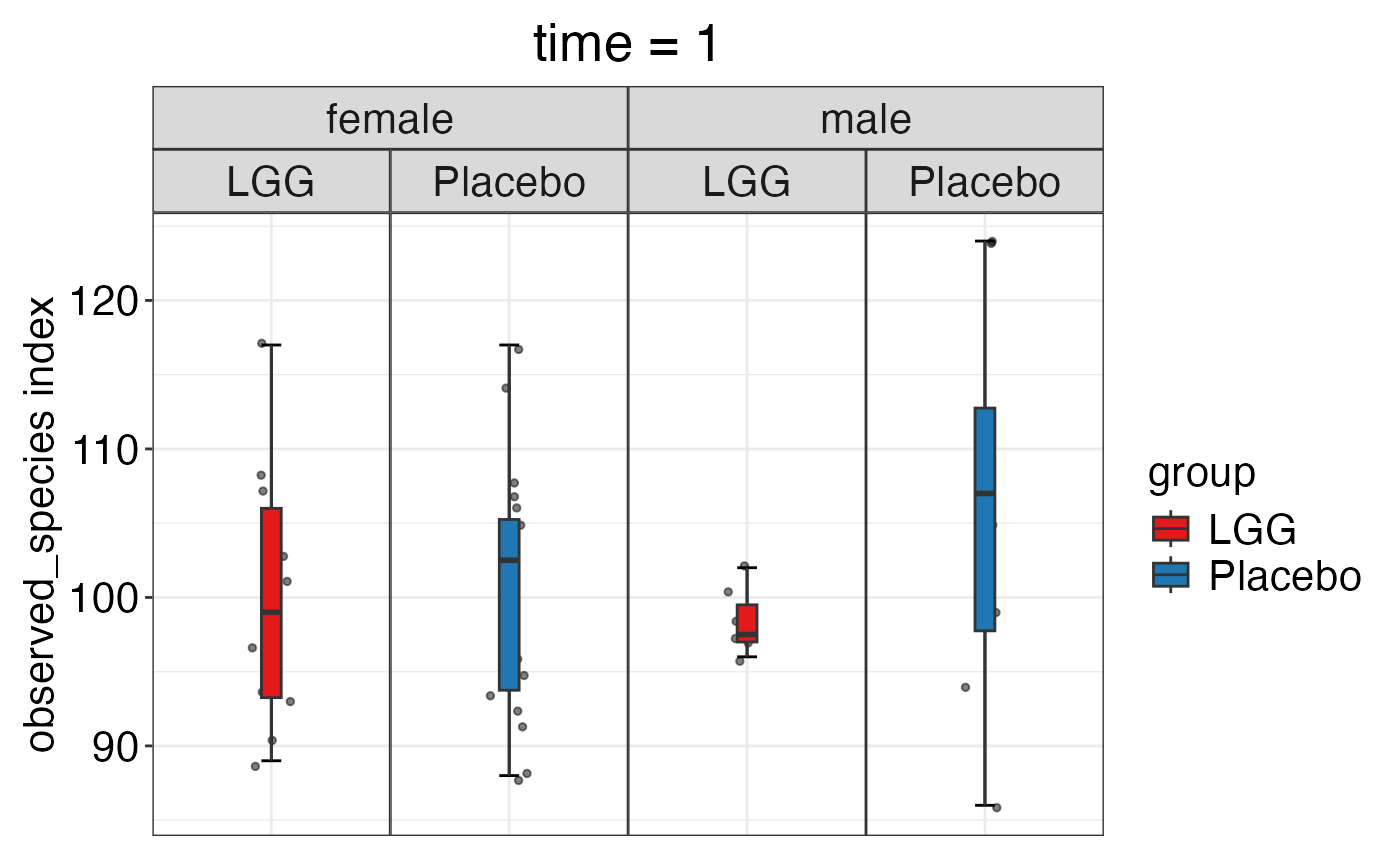 time = 1
female male
LGG Placebo LGG Placebo
observed_species index
120
110
100
90
group
LGG
Placebo